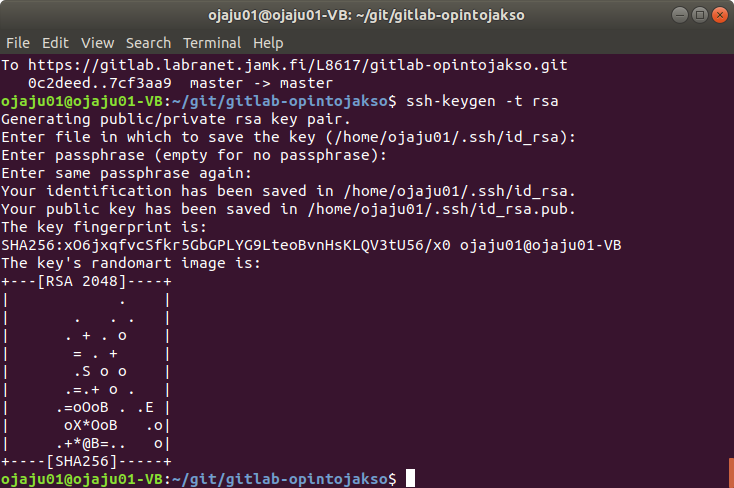 ojaju01@ojaju01-VB: ~/git/gitlab-opintojakso
File Edit View Search Terminal Help
To https://gitlab.labranet.jamk.fi/L8617/gitlab-opintojakso.git
   0c2deed..7cf3aa9  master -> master
ojaju01@ojaju01-VB:~/git/gitlab-opintojakso$ ssh-keygen -t rsa
Generating public/private rsa key pair.
Enter file in which to save the key (/home/ojaju01/.ssh/id_rsa):
Enter passphrase (empty for no passphrase):
Enter same passphrase again:
Your identification has been saved in /home/ojaju01/.ssh/id_rsa.
Your public key has been saved in /home/ojaju01/.ssh/id_rsa.pub.
The key fingerprint is:
SHA256:xO6jxqfvcSfkr5GbGPLYG9LteoBvnHsKLQV3tU56/x0 ojaju01@ojaju01-VB
The key's randomart image is:
+---[RSA 2048]----+
|             .    |
|        .   . .   |
|       . + . o    |
|        = . +     |
|        .S o o    |
|       .=.+ o .   |
|      .=oOoB . .E |
|       oX*OoB   .o|
|      .+*@B=..   o|
+----[SHA256]-----+
ojaju01@ojaju01-VB:~/git/gitlab-opintojakso$